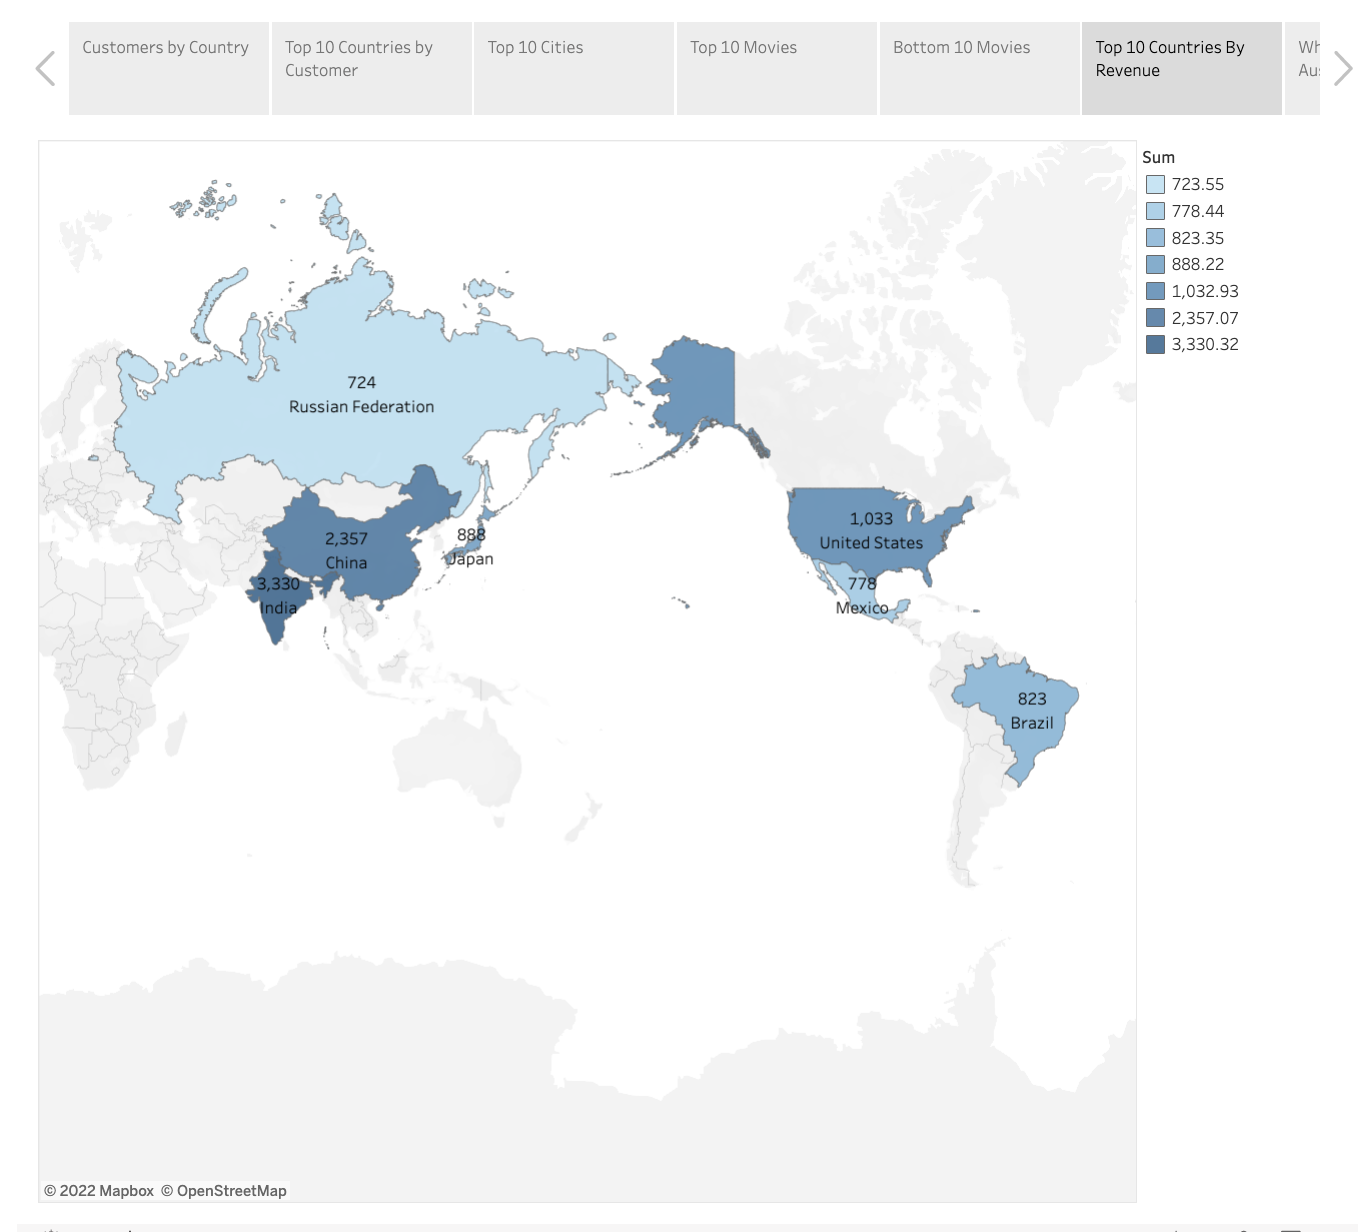 Customers by Country
Top 10 Countries by
Customer
Top 10 Cities
Top 10 Movies
Bottom 10 Movies
Top 10 Countries By
Revenue
Sum
723.55
778.44
823.35
888.22
1,032.93
2,357.07
3,330.32
724
Russian Federation
2,357
China
888
Japan
3,330
India
1,033
United States
778
Mexico
823
Brazil
© 2022 Mapbox © OpenStreetMap